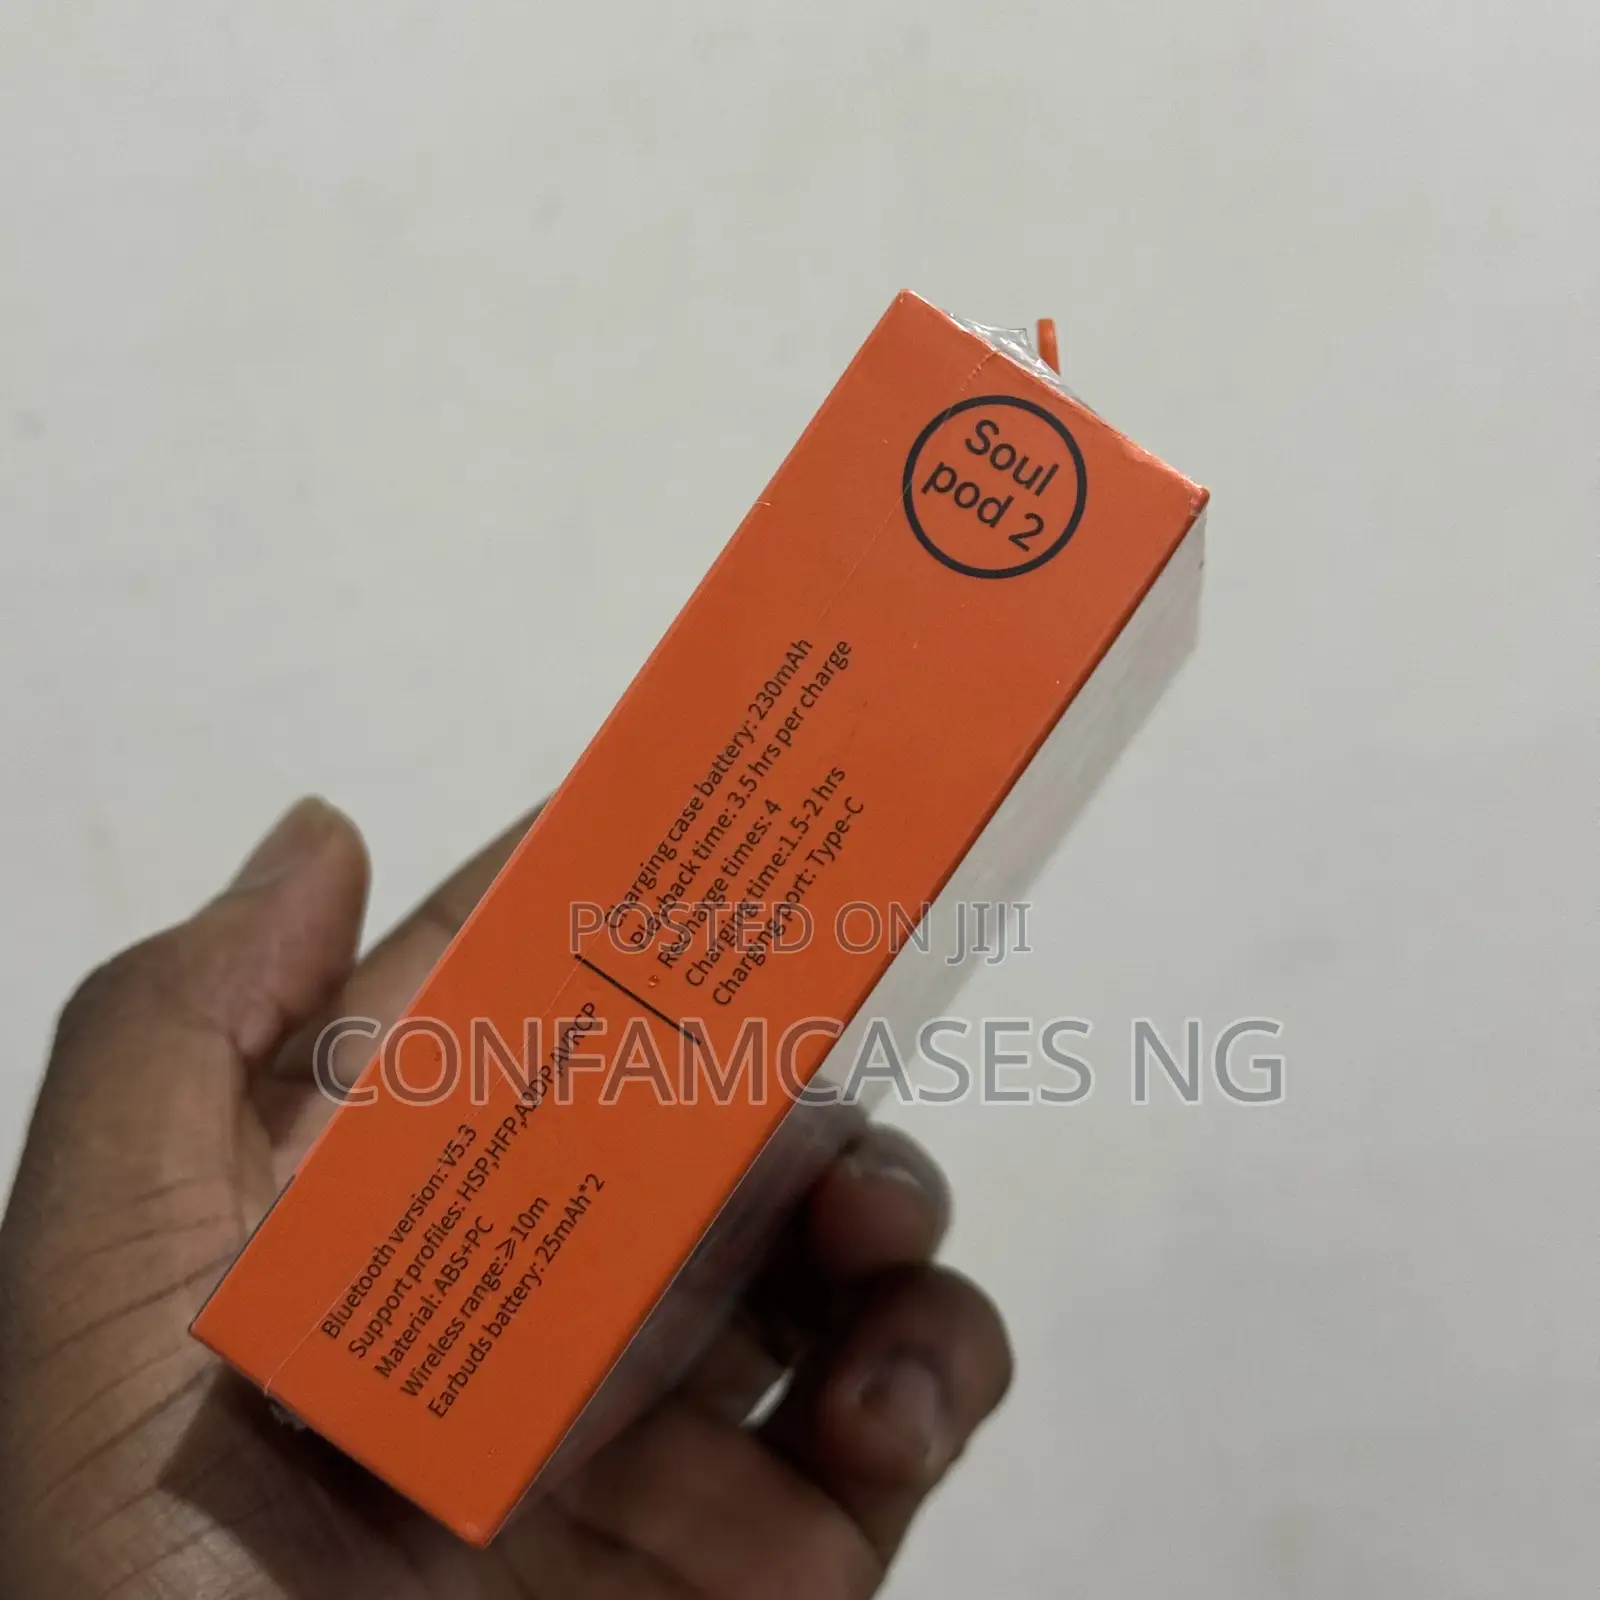 Soul
pod 2
Charging case battery: 230mAh
Playback time: 3.5 hrs per charge
Recharge times: 4
Charging time:1.5-2 hrs
Charging port: Type-C
Bluetooth version: V5.3
Support profiles: HSP,HFP,A2DP,AVRCP
Material: ABS+PC
Wireless range:⩾10m
Earbuds battery: 25mAh*2
POSTED ON JIJI
CONFAMCASES NG